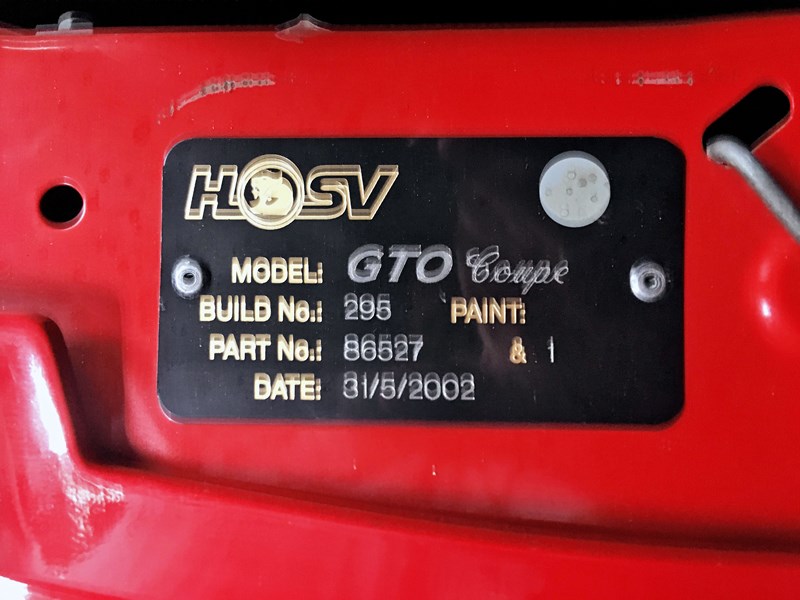 HSV
MODEL: GTO Coupe
BUILD No.: 295 PAINT:
PART No.: 86527 & 1
DATE: 31/5/2002